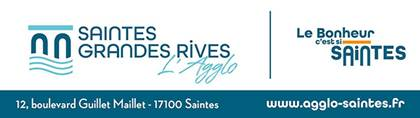 SAINTES
GRANDES RIVES
L'Agglo
Le Bonheur
c'est si
SAINTES
12, boulevard Guillet Maillet - 17100 Saintes
www.agglo-saintes.fr